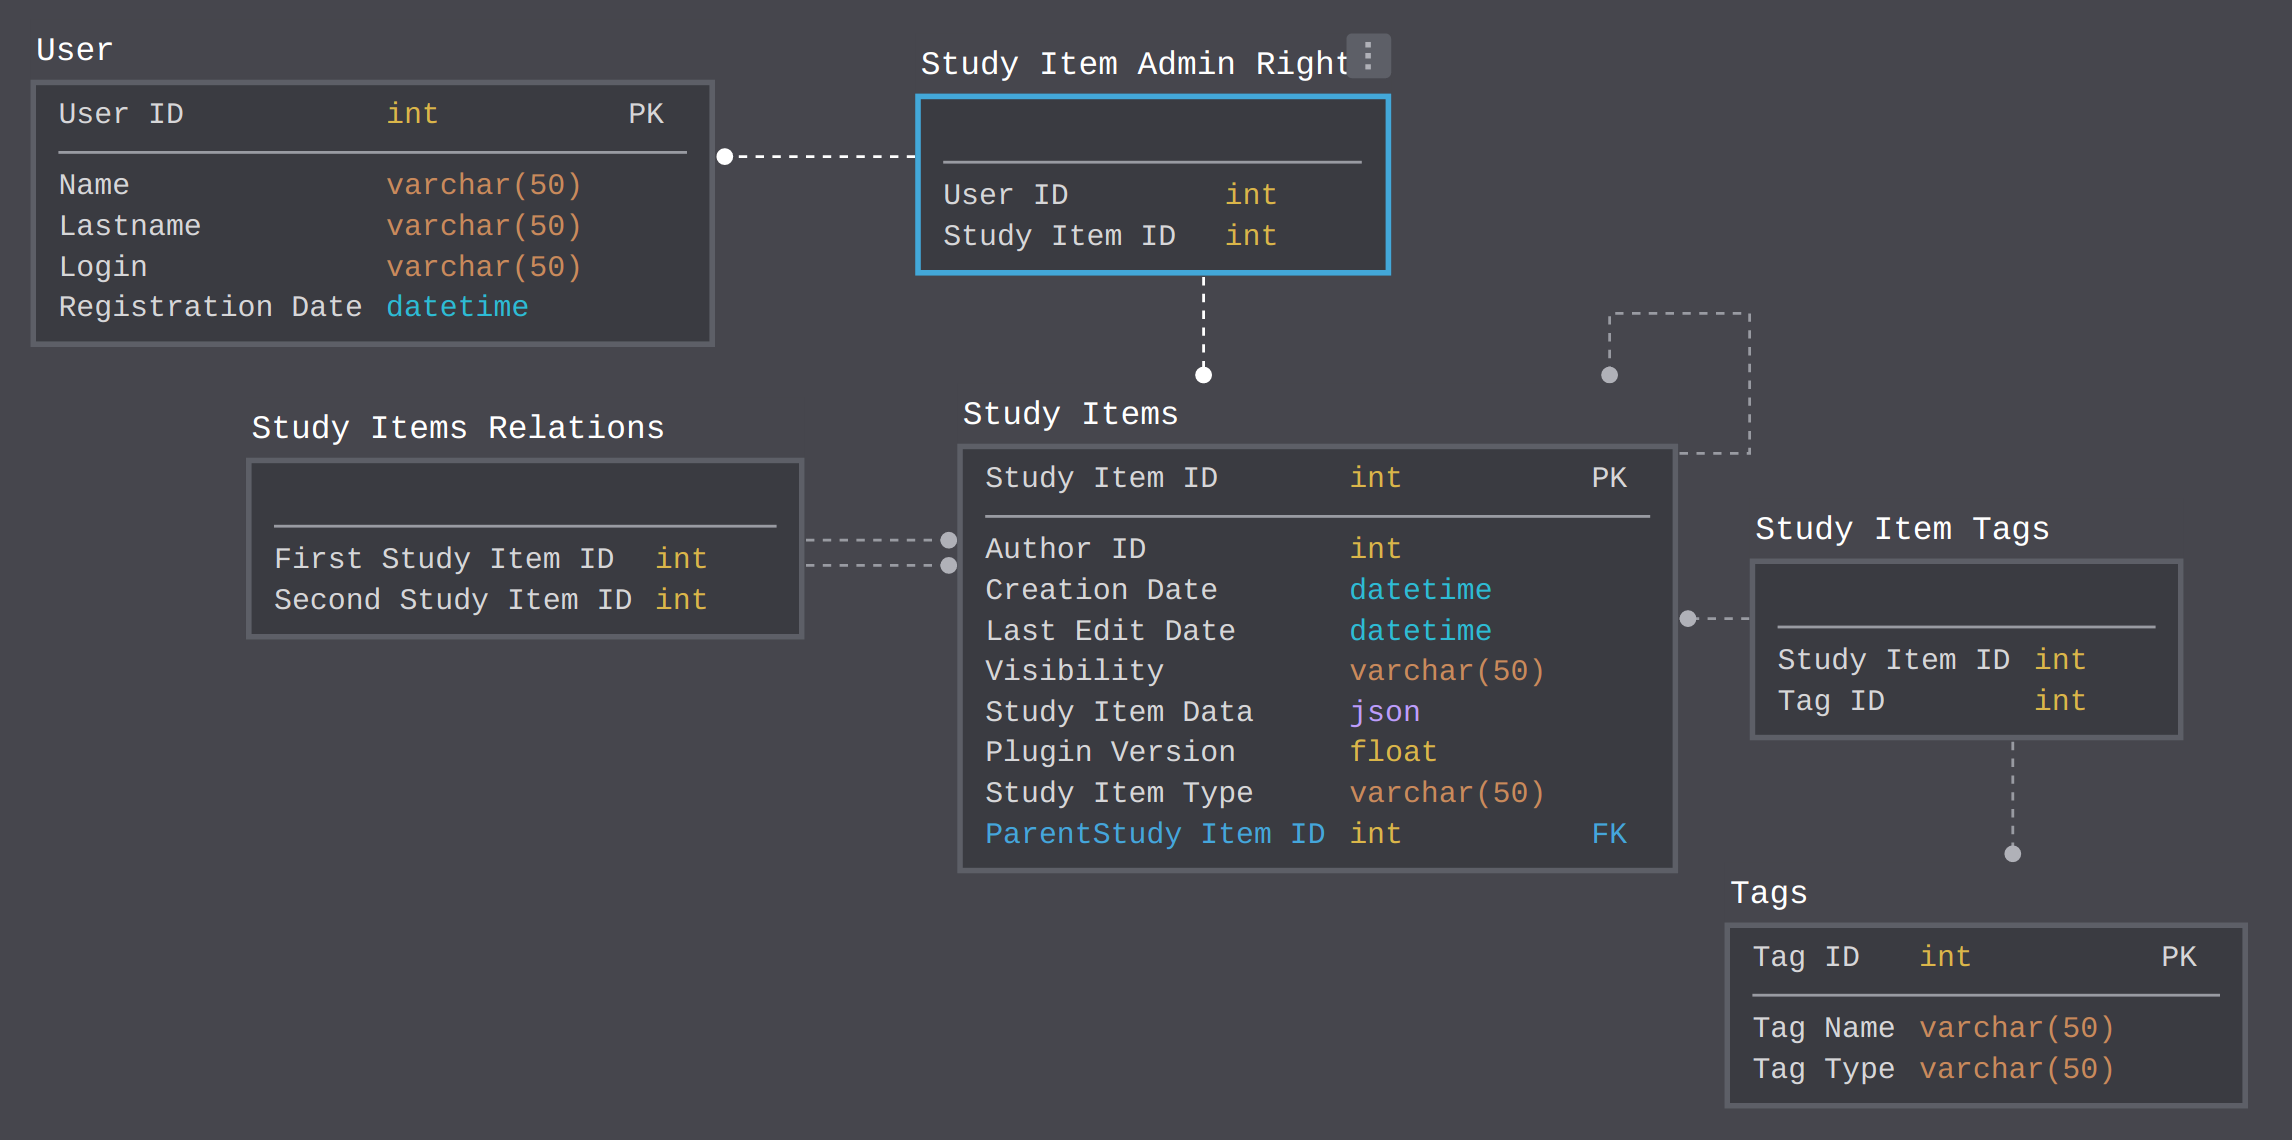 User
User ID int PK
Name varchar(50)
Lastname varchar(50)
Login varchar(50)
Registration Date datetime
Study Item Admin Right
User ID int
Study Item ID int
Study Items Relations
First Study Item ID int
Second Study Item ID int
Study Items
Study Item ID int PK
Author ID int
Creation Date datetime
Last Edit Date datetime
Visibility varchar(50)
Study Item Data json
Plugin Version float
Study Item Type varchar(50)
ParentStudy Item ID int FK
Study Item Tags
Study Item ID int
Tag ID int
Tags
Tag ID int PK
Tag Name varchar(50)
Tag Type varchar(50)